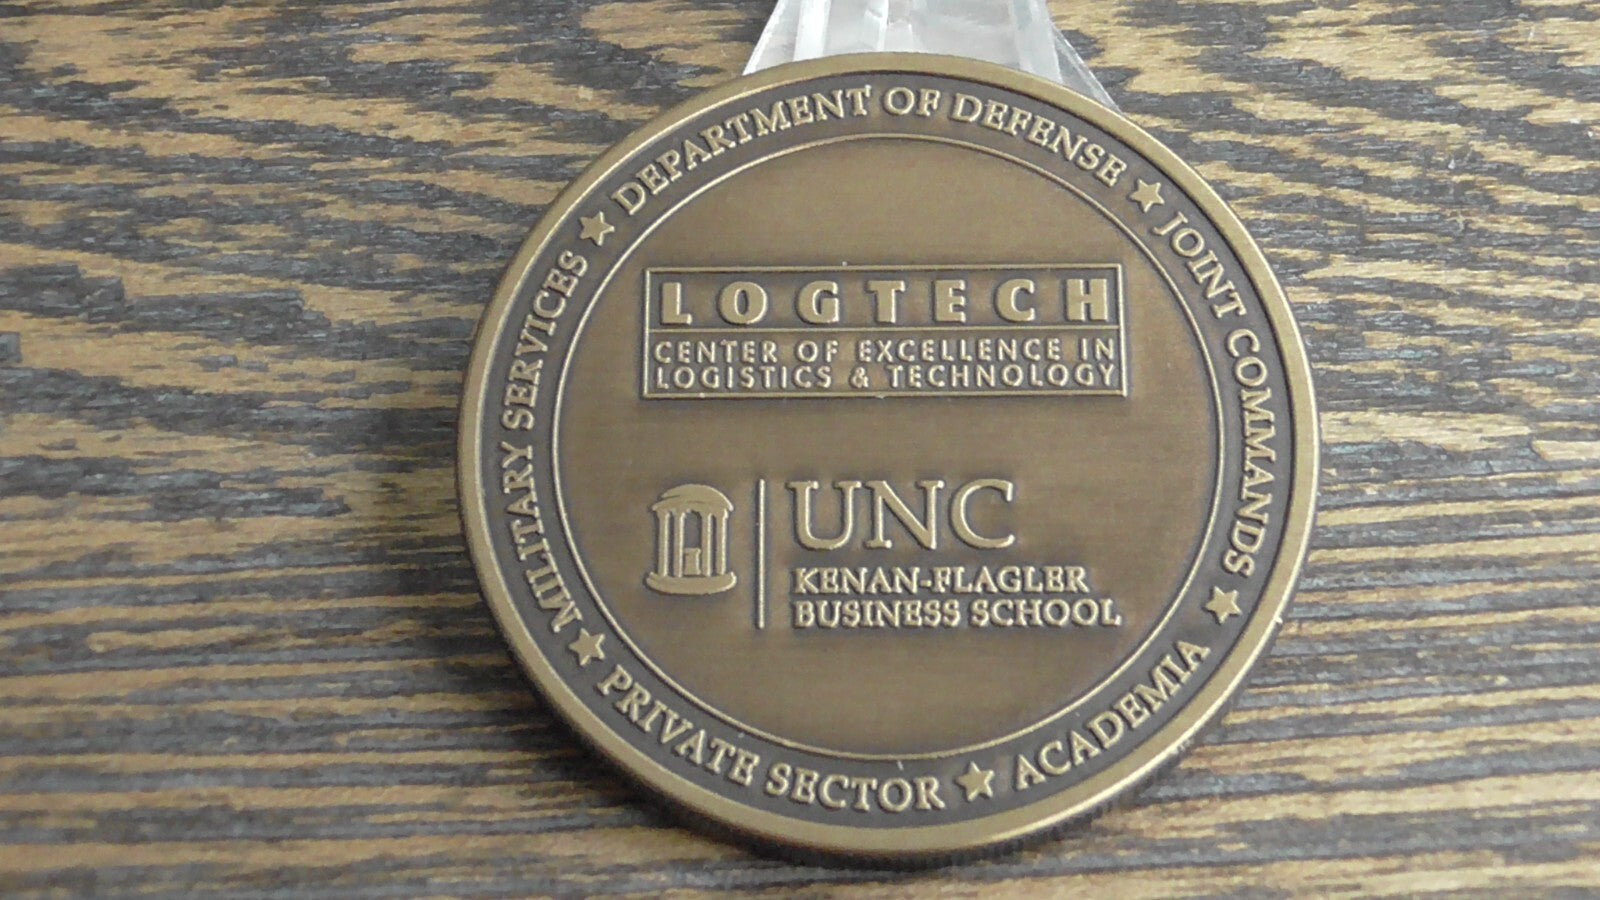 DEPARTMENT OF DEFENSE ★ JOINT COMMANDS ★ ACADEMIA ★ PRIVATE SECTOR ★ MILITARY SERVICES ★
LOGTECH
CENTER OF EXCELLENCE IN
LOGISTICS & TECHNOLOGY
UNC
KENAN-FLAGLER
BUSINESS SCHOOL